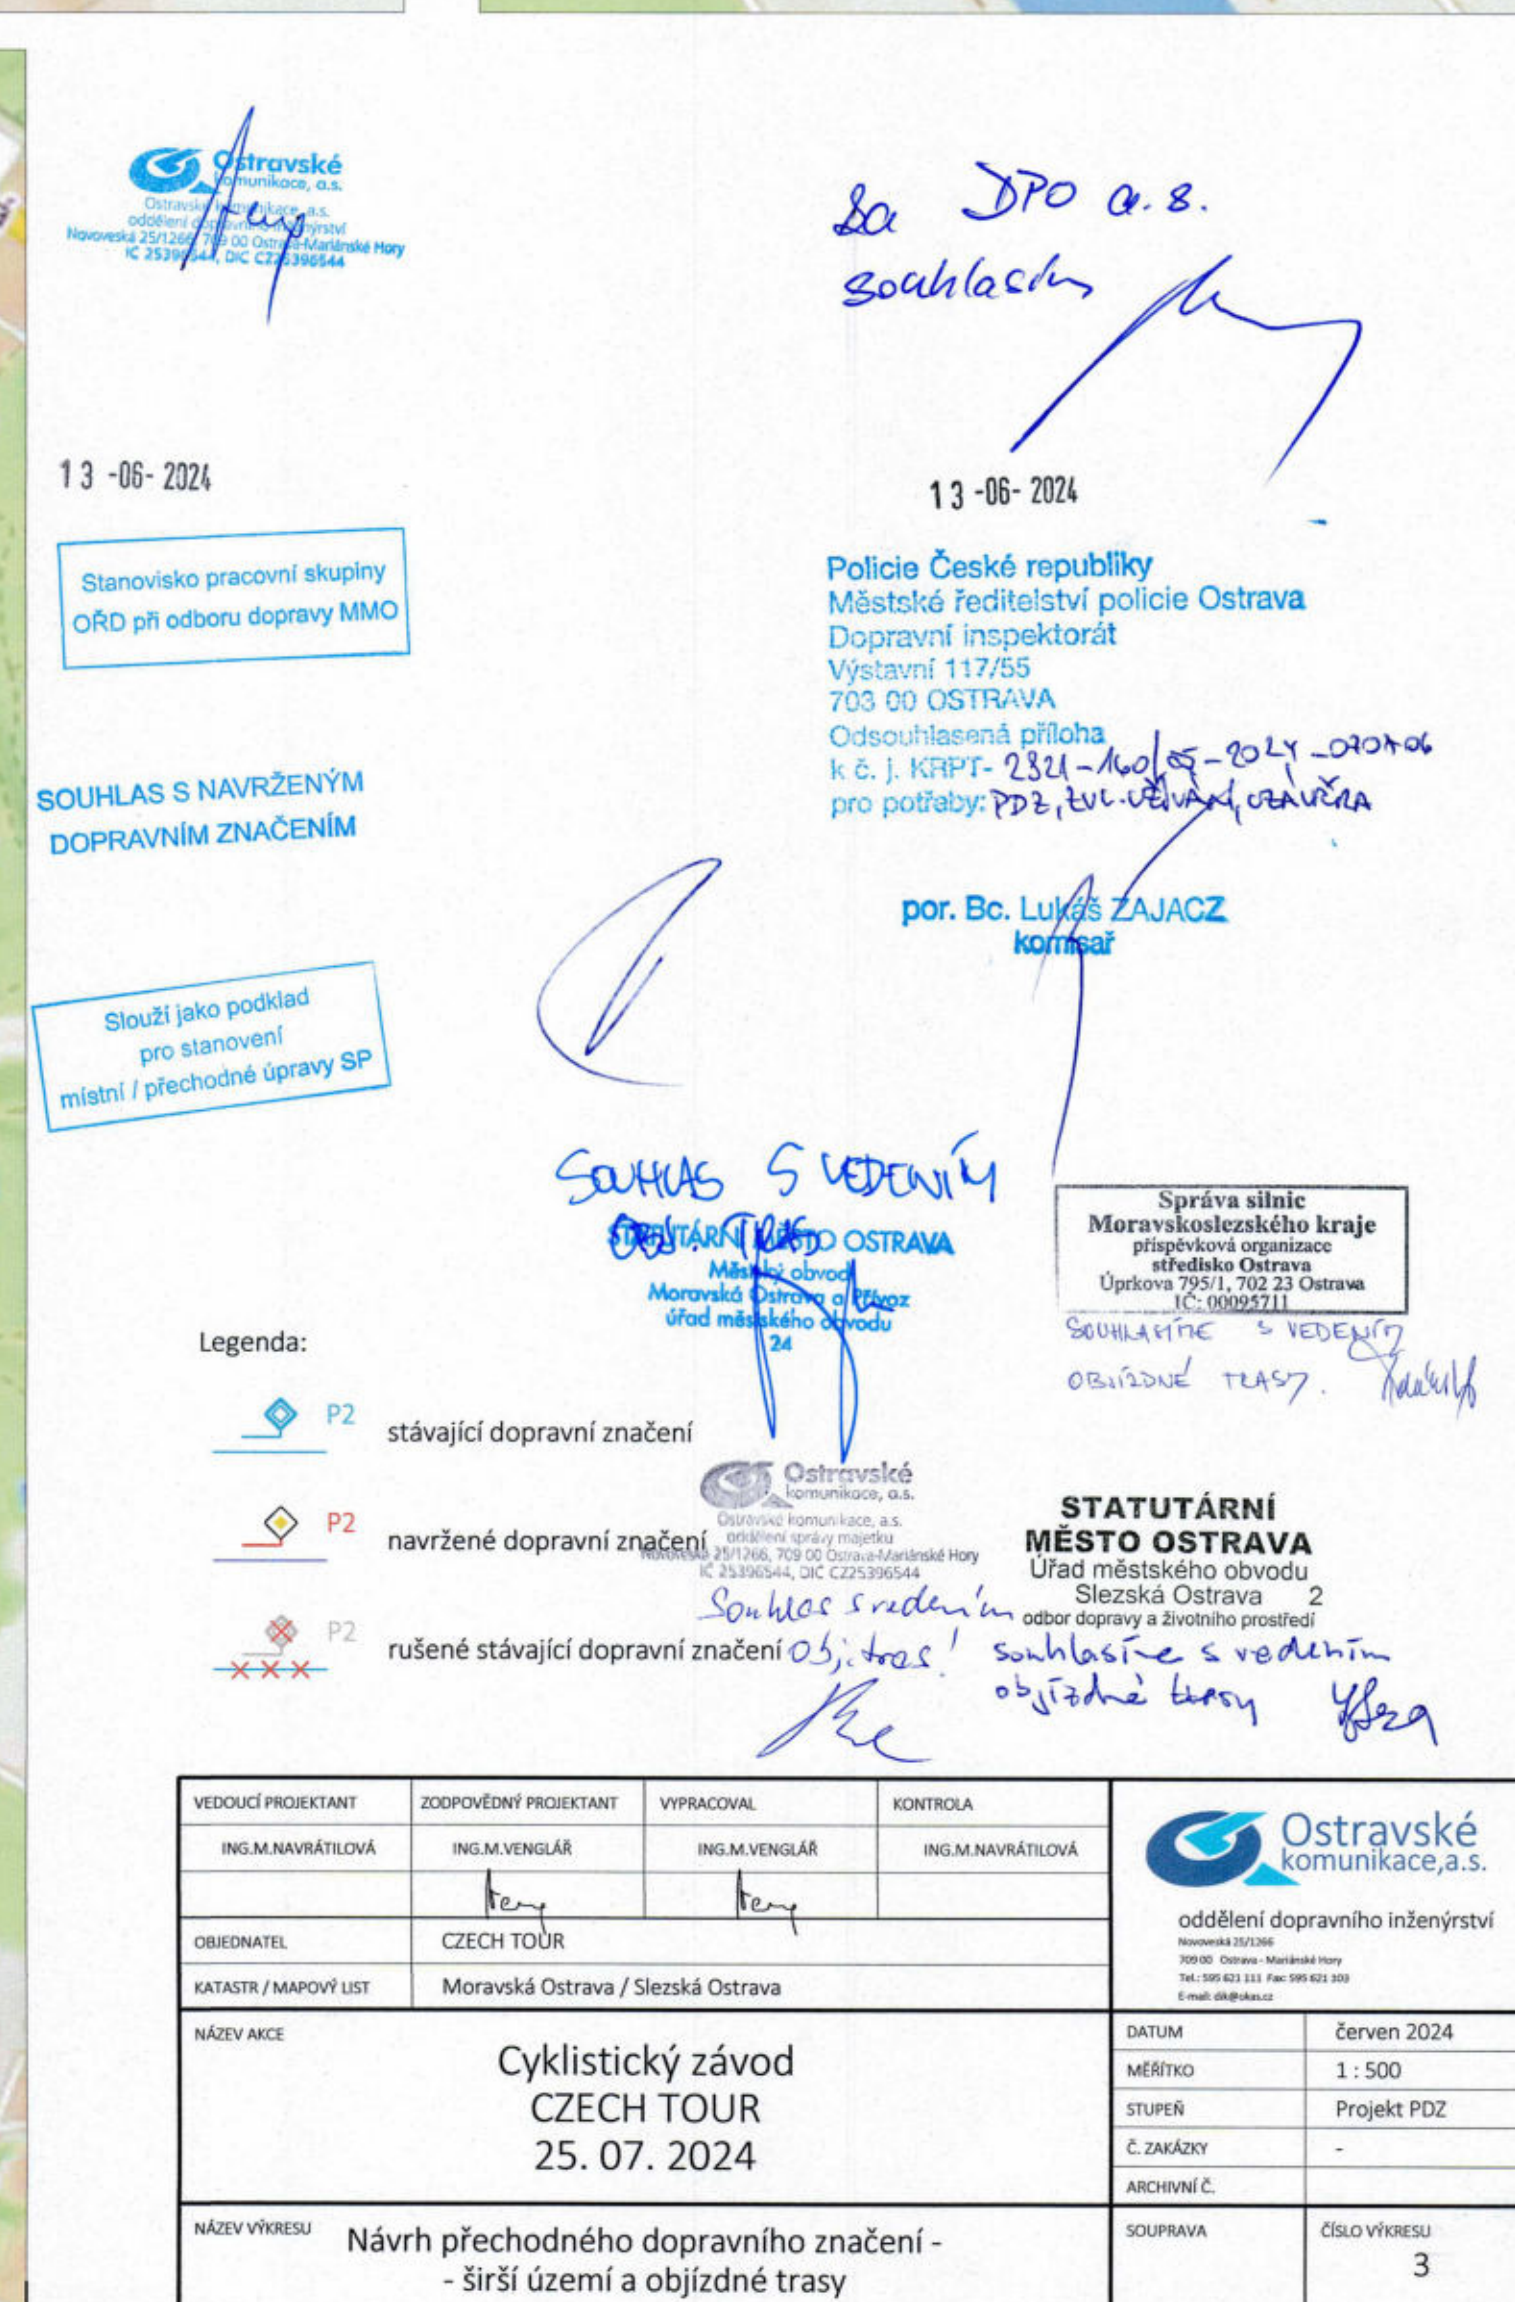 Ostravské
komunikace, a.s.
Ostravské komunikace, a.s.
oddělení dopravního inženýrství
Novoveská 25/1266, 709 00 Ostrava-Mariánské Hory
IČ 25396544, DIČ CZ25396544
za DPO a.s.
souhlasím
13 -06- 2024
Stanovisko pracovní skupiny
OŘD při odboru dopravy MMO
SOUHLAS S NAVRŽENÝM
DOPRAVNÍM ZNAČENÍM
Slouží jako podklad
pro stanovení
místní / přechodné úpravy SP
13 -06- 2024
Policie České republiky
Městské ředitelství policie Ostrava
Dopravní inspektorát
Výstavní 117/55
703 00 OSTRAVA
Odsouhlasená příloha
k č. j. KRPT-
pro potřeby: PDZ, ZVL. UŽÍVÁNÍ, UZÁVĚRA
por. Bc. Lukáš ZAJACZ
komisař
SOUHLAS S VEDENÍM
OBJ. TRAS
STATUTÁRNÍ MĚSTO OSTRAVA
Městský obvod
Moravská Ostrava a Přívoz
úřad městského obvodu
24
Správa silnic
Moravskoslezského kraje
příspěvková organizace
středisko Ostrava
Úprkova 795/1, 702 23 Ostrava
IČ: 00095711
SOUHLASÍME S VEDENÍM
OBJÍZDNÉ TRASY.
Legenda:
P2 stávající dopravní značení
P2 navržené dopravní značení
P2 rušené stávající dopravní značení
Ostravské
komunikace, a.s.
Ostravské komunikace, a.s.
oddělení správy majetku
Novoveská 25/1266, 709 00 Ostrava-Mariánské Hory
IČ 25396544, DIČ CZ25396544
Souhlas s vedením
obj. tras!
STATUTÁRNÍ
MĚSTO OSTRAVA
Úřad městského obvodu
Slezská Ostrava 2
odbor dopravy a životního prostředí
souhlasíme s vedením
objízdné trasy
VEDOUCÍ PROJEKTANT ZODPOVĚDNÝ PROJEKTANT VYPRACOVAL KONTROLA
ING.M.NAVRÁTILOVÁ ING.M.VENGLÁŘ ING.M.VENGLÁŘ ING.M.NAVRÁTILOVÁ
OBJEDNATEL CZECH TOUR
KATASTR / MAPOVÝ LIST Moravská Ostrava / Slezská Ostrava
Ostravské
komunikace,a.s.
oddělení dopravního inženýrství
Novoveská 25/1266
709 00 Ostrava - Mariánské Hory
Tel.: 595 621 111 Fax: 595 621 303
E-mail: dik@okas.cz
NÁZEV AKCE
Cyklistický závod
CZECH TOUR
25. 07. 2024
DATUM červen 2024
MĚŘÍTKO 1 : 500
STUPEŇ Projekt PDZ
Č. ZAKÁZKY -
ARCHIVNÍ Č.
NÁZEV VÝKRESU
Návrh přechodného dopravního značení -
- širší území a objízdné trasy
SOUPRAVA
ČÍSLO VÝKRESU
3